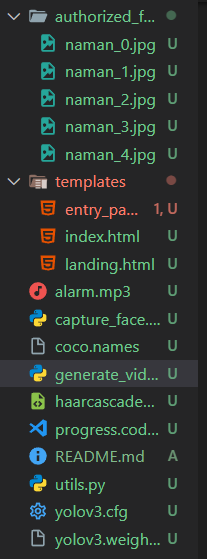 authorized_f...
naman_0.jpg U
naman_1.jpg U
naman_2.jpg U
naman_3.jpg U
naman_4.jpg U
templates
entry_pa... 1, U
index.html U
landing.html U
alarm.mp3 U
capture_face.... U
coco.names U
generate_vid... U
haarcascade... U
progress.cod... U
README.md A
utils.py U
yolov3.cfg U
yolov3.weigh... U